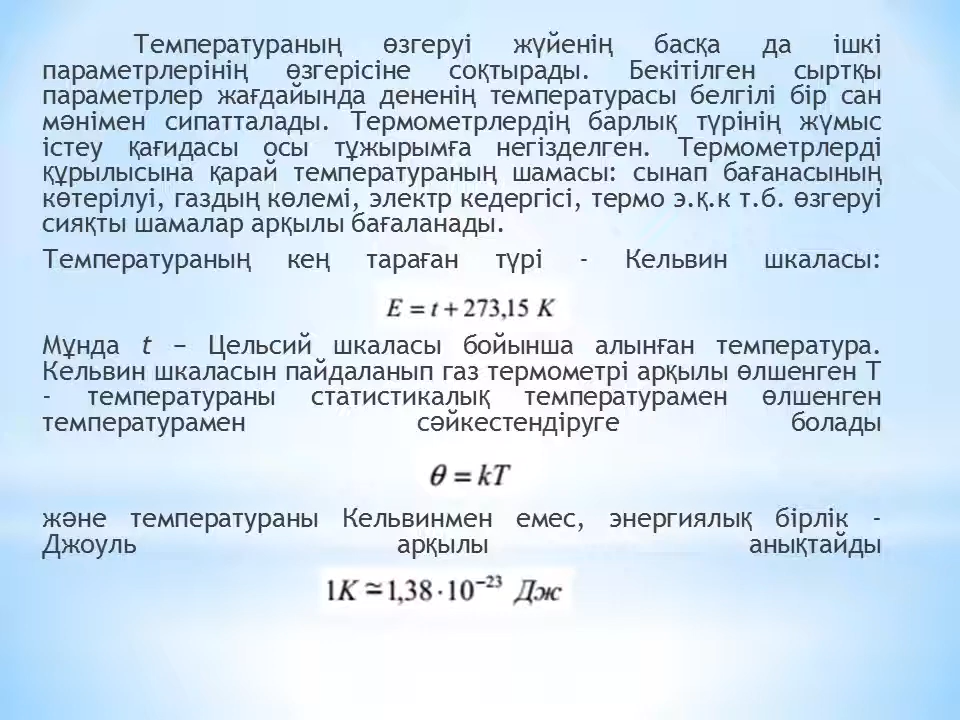 Температураның өзгеруі жүйенің басқа да ішкі
параметрлерінің өзгерісіне соқтырады. Бекітілген сыртқы
параметрлер жағдайында дененің температурасы белгілі бір сан
мәнімен сипатталады. Термометрлердің барлық түрінің жұмыс
істеу қағидасы осы тұжырымға негізделген. Термометрлерді
құрылысына қарай температураның шамасы: сынап бағанасының
көтерілуі, газдың көлемі, электр кедергісі, термо э.қ.к т.б. өзгеруі
сияқты шамалар арқылы бағаланады.
Температураның кең тараған түрі - Кельвин шкаласы:
E = t + 273,15 K
Мұнда t − Цельсий шкаласы бойынша алынған температура.
Кельвин шкаласын пайдаланып газ термометрі арқылы өлшенген Т
- температураны статистикалық температурамен өлшенген
температурамен сәйкестендіруге болады
θ = kT
және температураны Кельвинмен емес, энергиялық бірлік -
Джоуль арқылы анықтайды
1K ≃ 1,38·10⁻²³ Дж